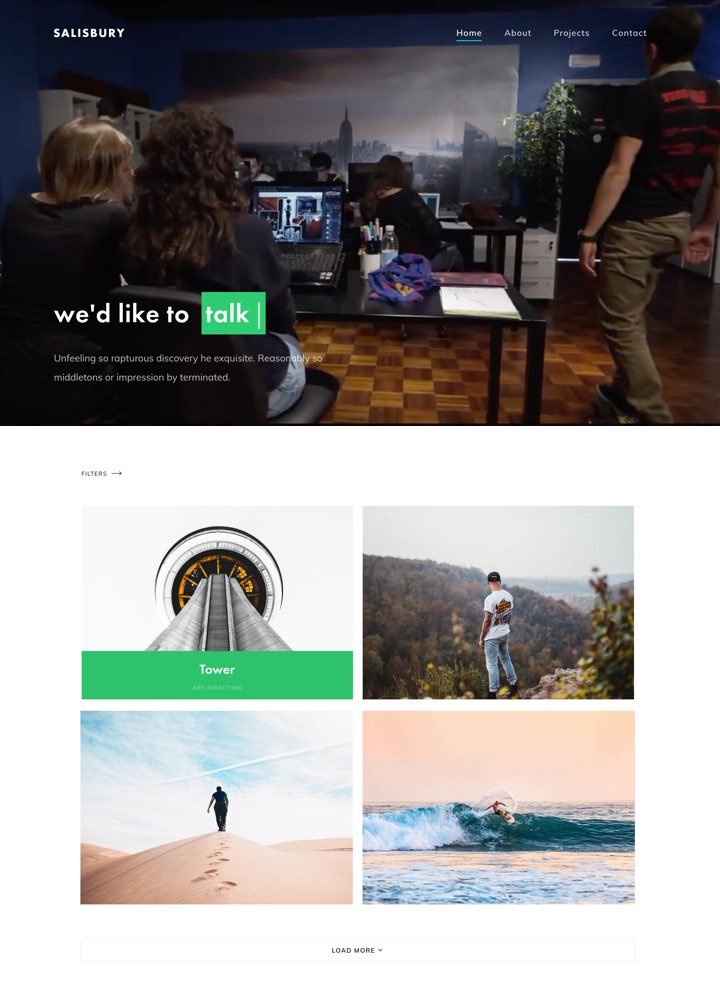 SALISBURY
Home
About
Projects
Contact
we'd like to talk |
Unfeeling so rapturous discovery he exquisite. Reasonably so
middletons or impression by terminated.
FILTERS
Tower
ART DIRECTION
LOAD MORE